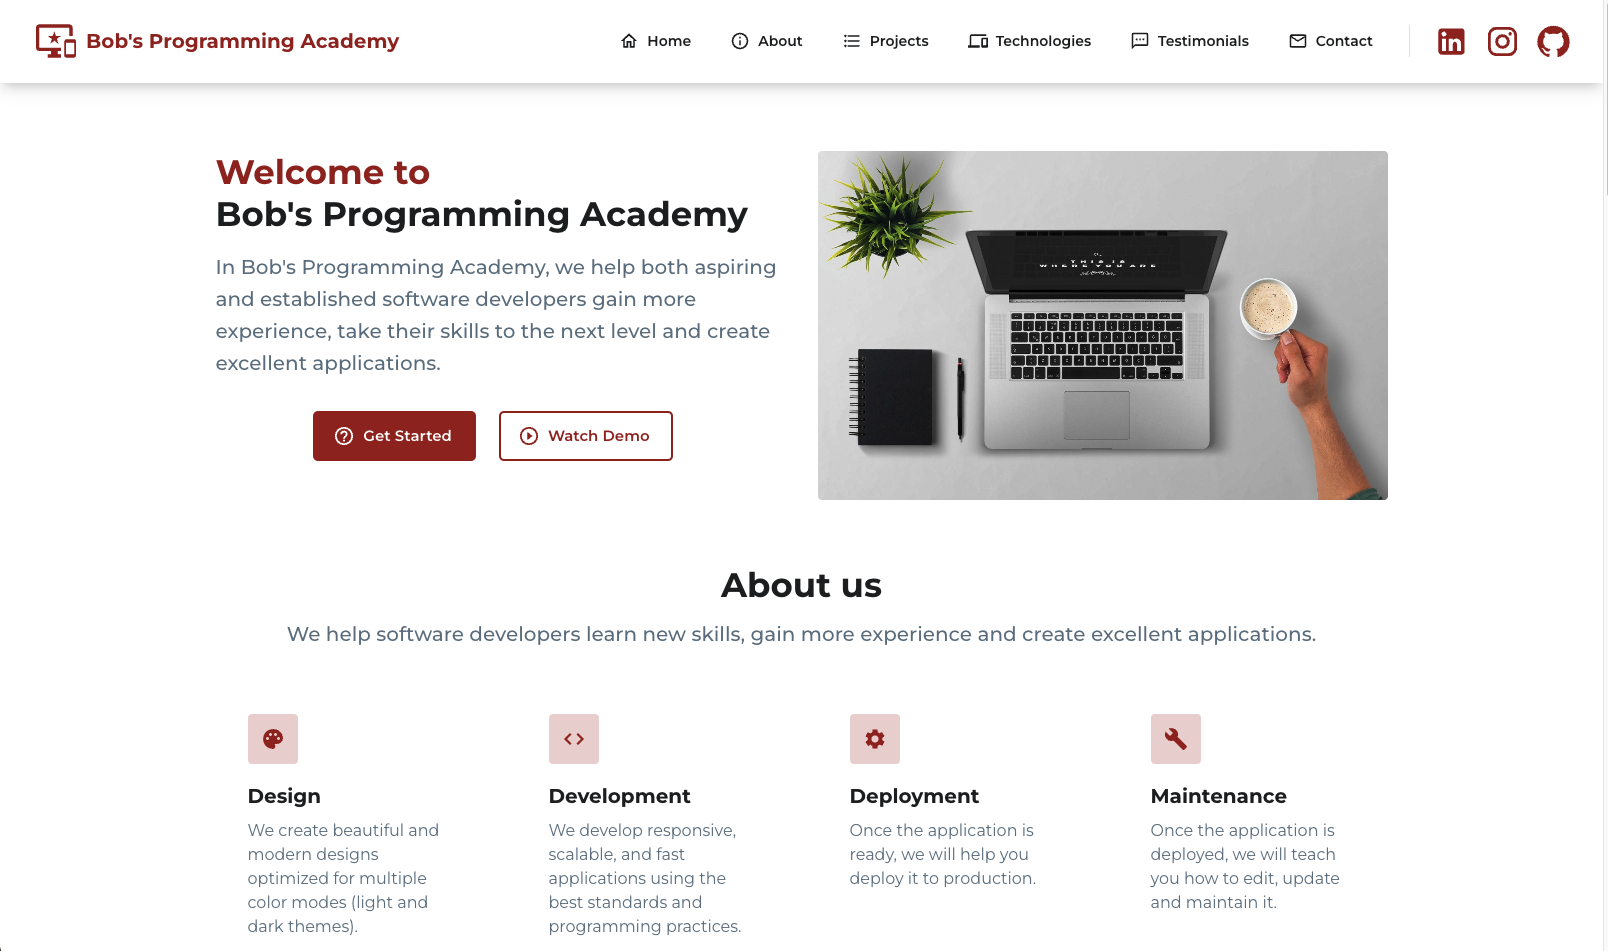 Bob's Programming Academy
Home
About
Projects
Technologies
Testimonials
Contact
Welcome to
Bob's Programming Academy
In Bob's Programming Academy, we help both aspiring
and established software developers gain more
experience, take their skills to the next level and create
excellent applications.
Get Started
Watch Demo
THIS IS
WHERE YOU ARE
About us
We help software developers learn new skills, gain more experience and create excellent applications.
Design
We create beautiful and
modern designs
optimized for multiple
color modes (light and
dark themes).
Development
We develop responsive,
scalable, and fast
applications using the
best standards and
programming practices.
Deployment
Once the application is
ready, we will help you
deploy it to production.
Maintenance
Once the application is
deployed, we will teach
you how to edit, update
and maintain it.